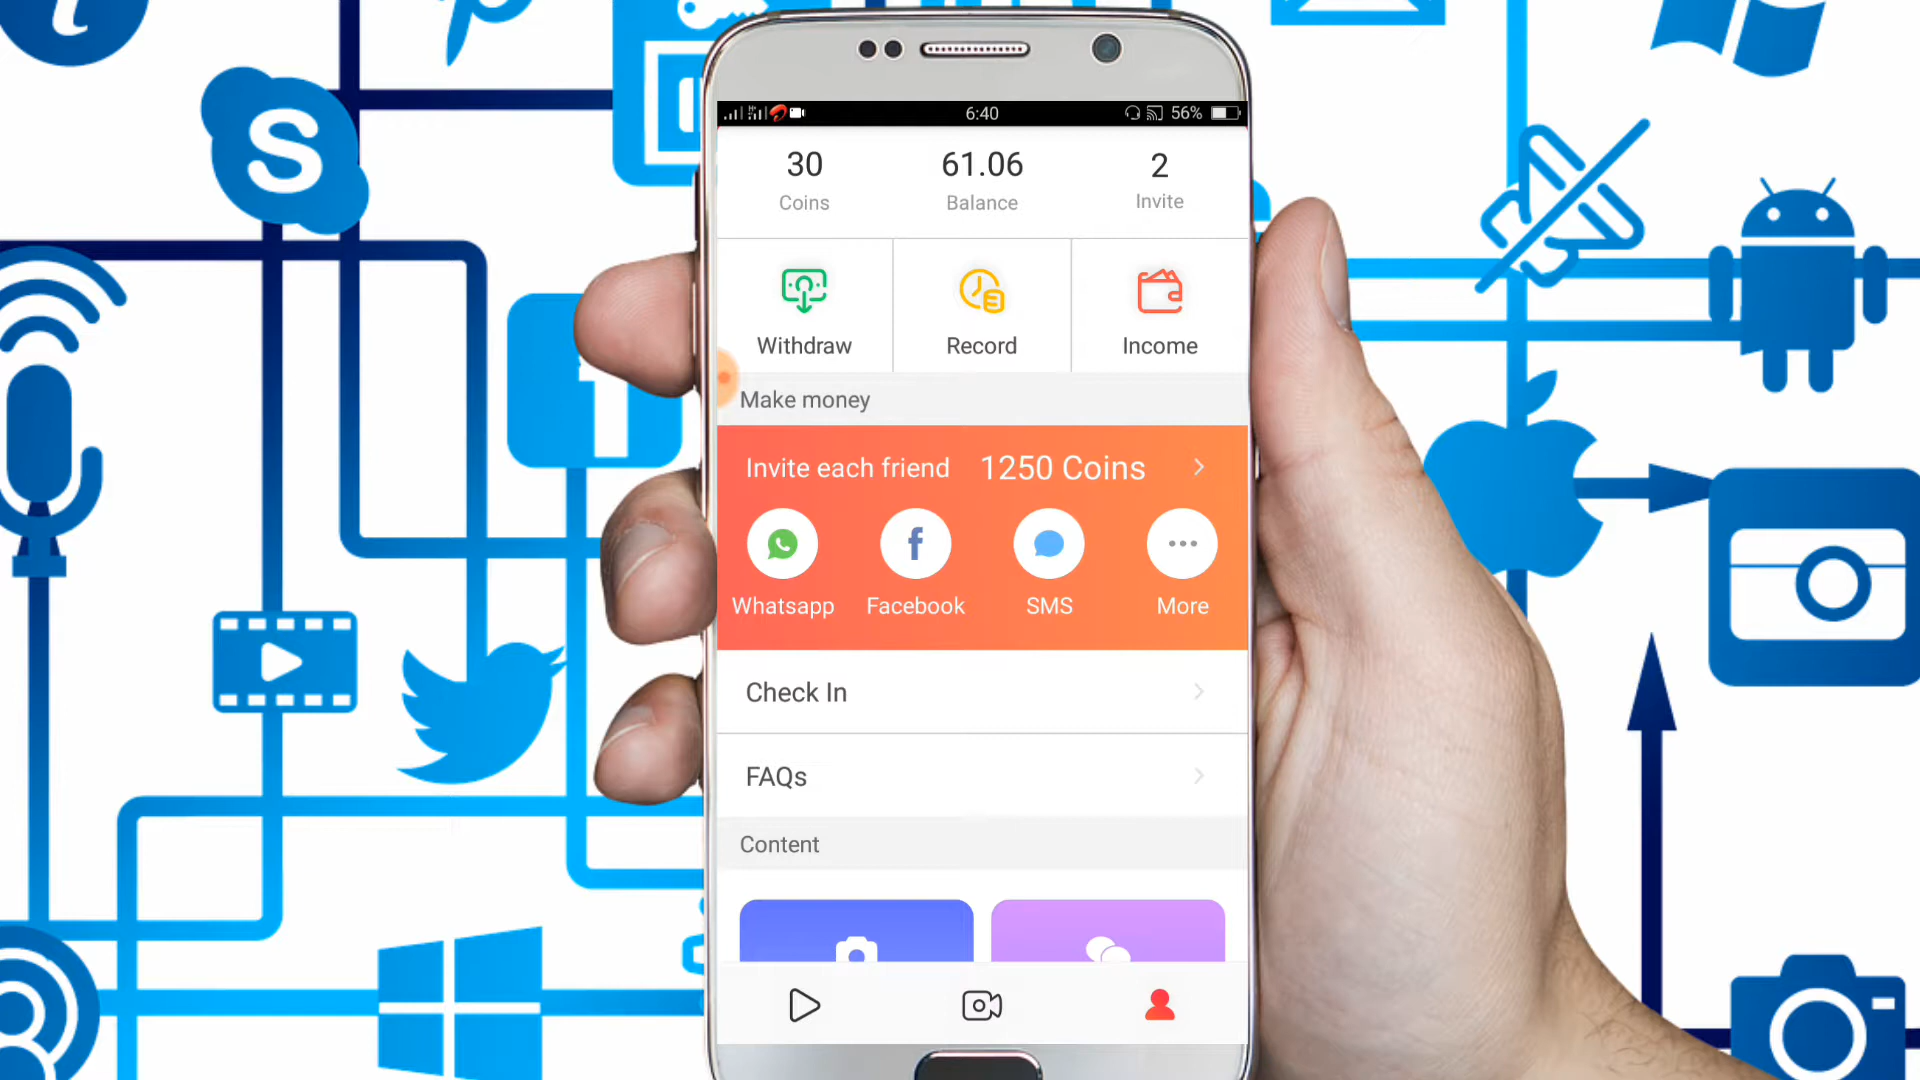 6:40 56%
30 61.06 2
Coins Balance Invite
Withdraw Record Income
Make money
Invite each friend 1250 Coins
Whatsapp Facebook SMS More
Check In
FAQs
Content